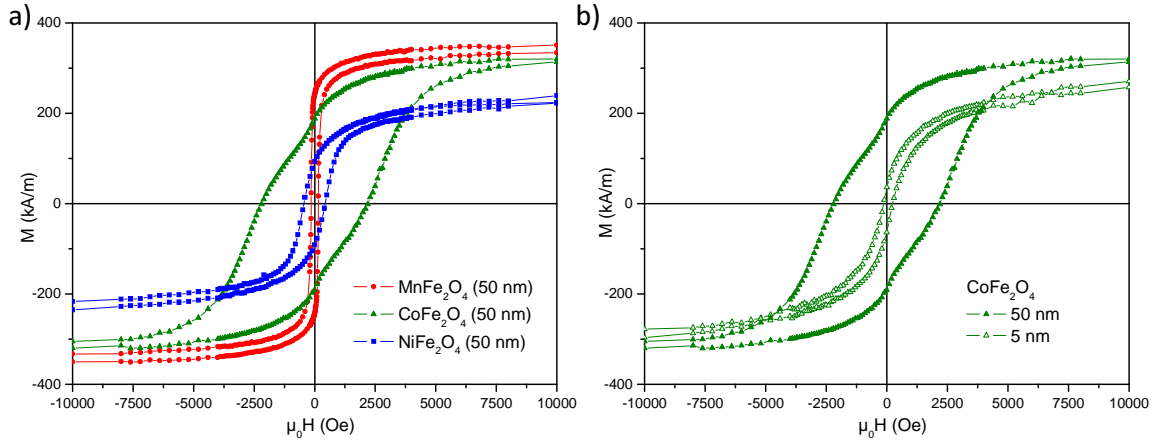 a)
400
200
0
-200
-400
M (kA/m)
MnFe₂O₄ (50 nm)
CoFe₂O₄ (50 nm)
NiFe₂O₄ (50 nm)
-10000 -7500 -5000 -2500 0 2500 5000 7500 10000
μ₀H (Oe)
b)
400
200
0
-200
-400
M (kA/m)
CoFe₂O₄
50 nm
5 nm
-10000 -7500 -5000 -2500 0 2500 5000 7500 10000
μ₀H (Oe)